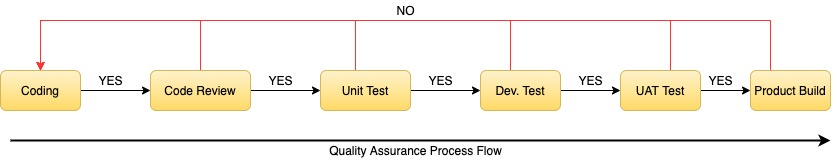 NO
Coding
YES
Code Review
YES
Unit Test
YES
Dev. Test
YES
UAT Test
YES
Product Build
Quality Assurance Process Flow